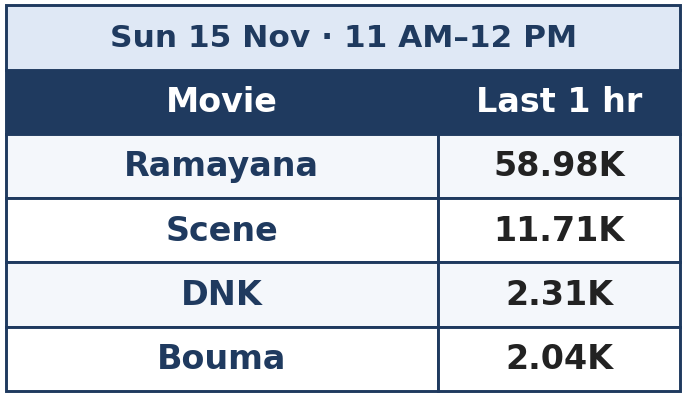 Sun 15 Nov · 11 AM–12 PM
Movie Last 1 hr
Ramayana 58.98K
Scene 11.71K
DNK 2.31K
Bouma 2.04K